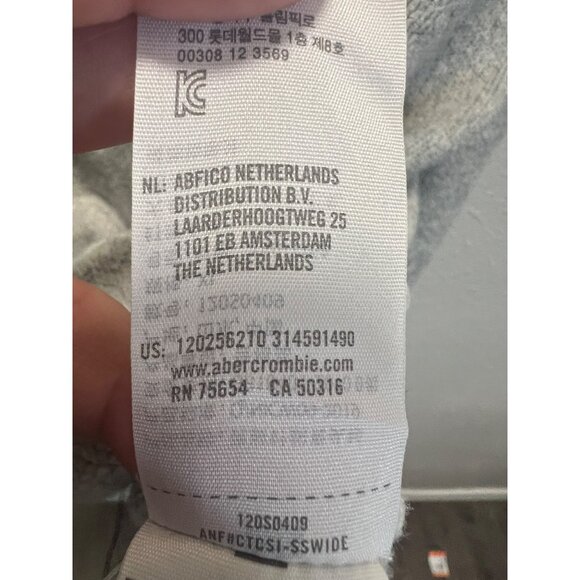 300 롯데월드몰 1층 제8호
00308 12 3569
NL: ABFICO NETHERLANDS
DISTRIBUTION B.V.
LAARDERHOOGTWEG 25
1101 EB AMSTERDAM
THE NETHERLANDS
US: 120256210 314591490
www.abercrombie.com
RN 75654 CA 50316
120S0409
ANF#CTCSI-SSWIDE